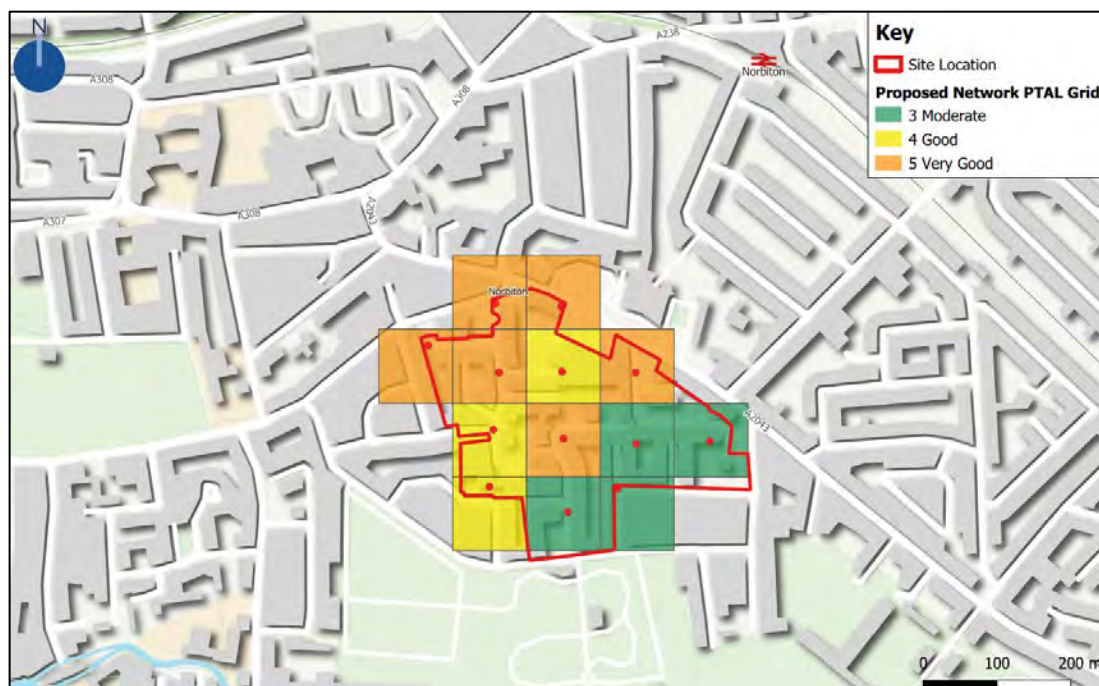 N
A308
A308
A308
A307
A2043
A238
Norbiton
Key
Site Location
Proposed Network PTAL Grid
3 Moderate
4 Good
5 Very Good
Norbiton
A2043
0 100 200 m